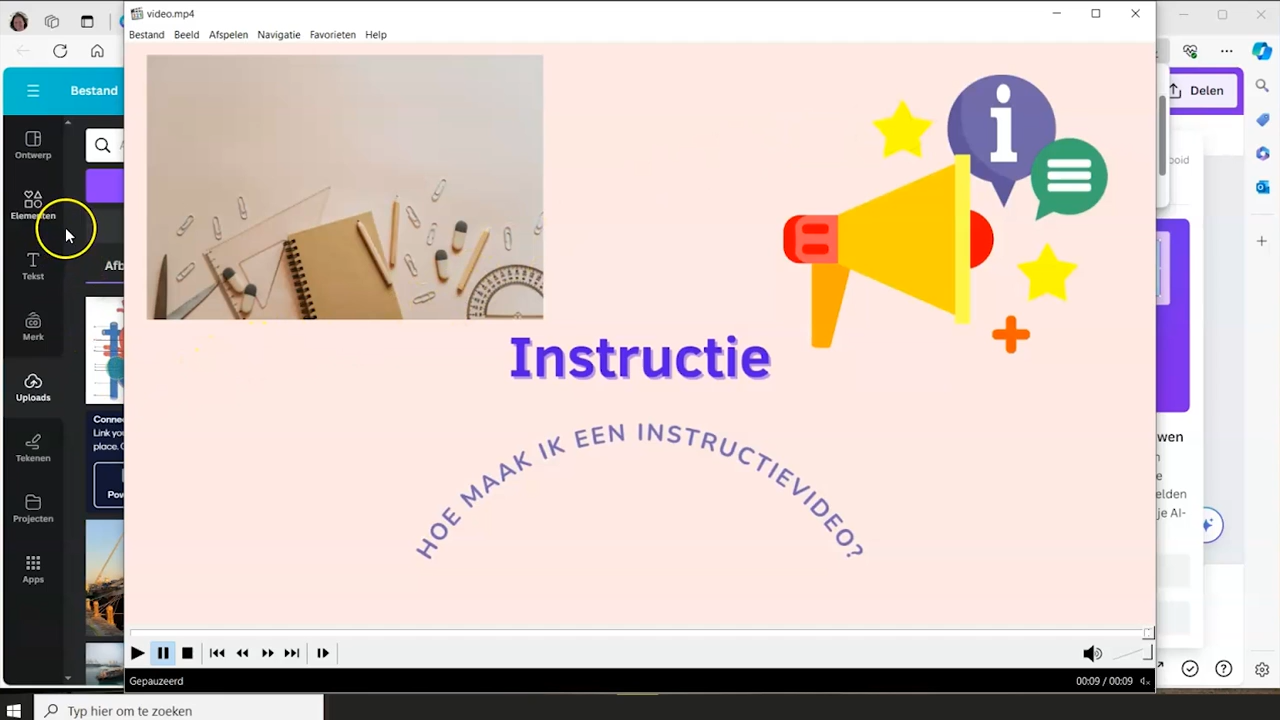 video.mp4
Bestand Beeld Afspelen Navigatie Favorieten Help
Bestand
Delen
Ontwerp
Elementen
Tekst
Afb
Merk
Uploads
Tekenen
Projecten
Apps
Instructie
HOE MAAK IK EEN INSTRUCTIEVIDEO?
Gepauzeerd
00:09 / 00:09
Typ hier om te zoeken